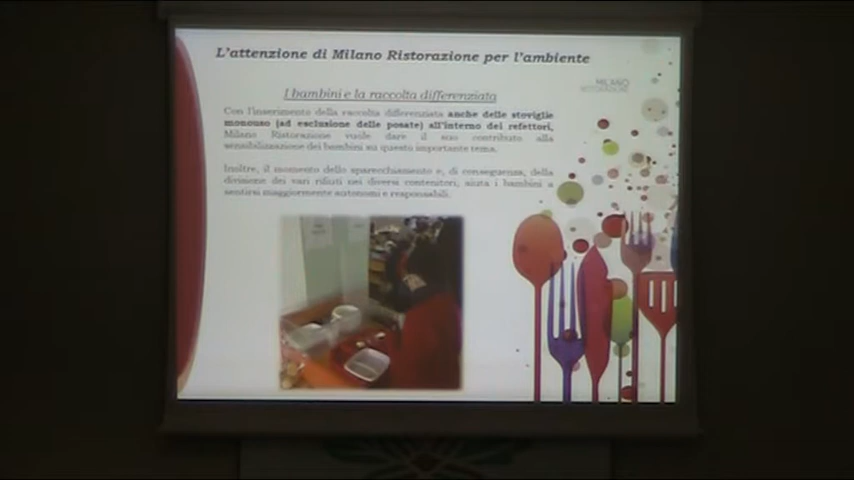 L'attenzione di Milano Ristorazione per l'ambiente
MILANO
RISTORAZIONE
I bambini e la raccolta differenziata
Con l'inserimento della raccolta differenziata anche delle stoviglie
monouso (ad esclusione delle posate) all'interno dei refettori,
Milano Ristorazione vuole dare il suo contributo alla
sensibilizzazione dei bambini su questo importante tema.
Inoltre, il momento dello sparecchiamento e, di conseguenza, della
divisione dei vari rifiuti nei diversi contenitori, aiuta i bambini a
sentirsi maggiormente autonomi e responsabili.